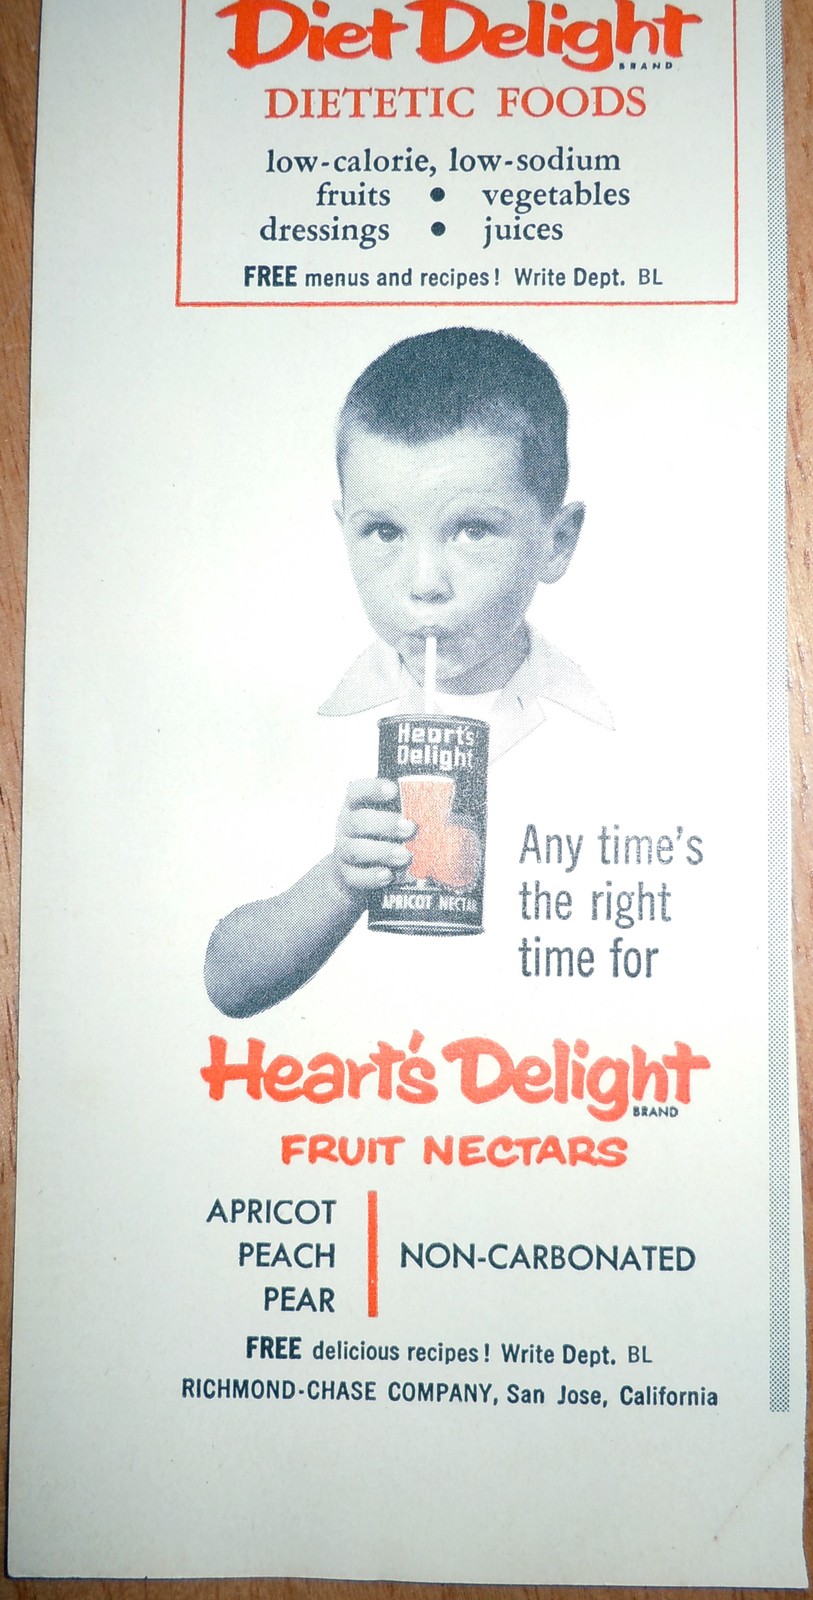 Diet Delight
BRAND
DIETETIC FOODS
low-calorie, low-sodium
fruits • vegetables
dressings • juices
FREE menus and recipes! Write Dept. BL
Heart's
Delight
APRICOT NECTAR
Any time's
the right
time for
Heart's Delight
BRAND
FRUIT NECTARS
APRICOT
PEACH
PEAR
NON-CARBONATED
FREE delicious recipes! Write Dept. BL
RICHMOND-CHASE COMPANY, San Jose, California